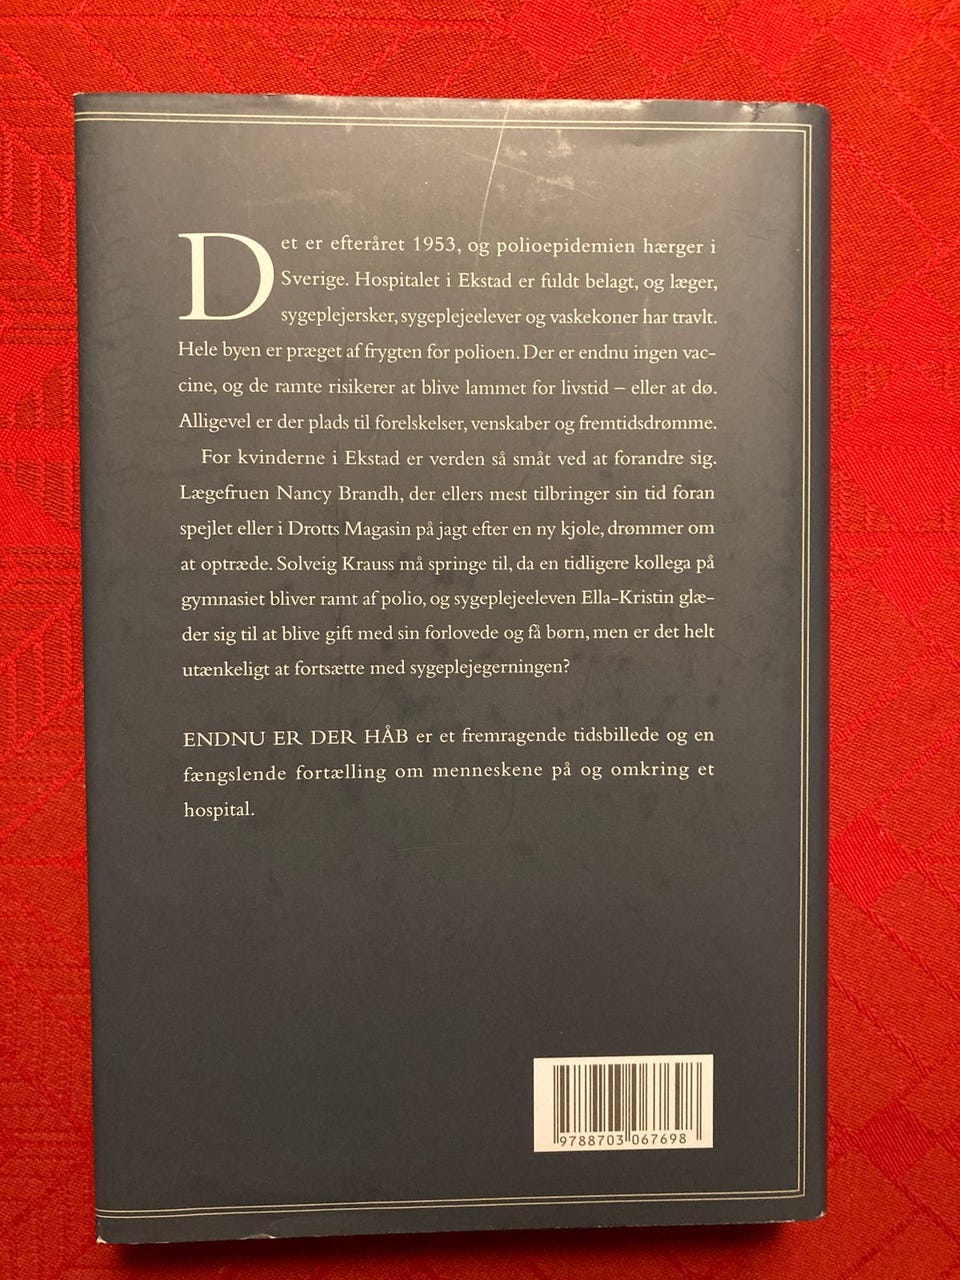 Det er efteråret 1953, og polioepidemien hærger i
Sverige. Hospitalet i Ekstad er fuldt belagt, og læger,
sygeplejersker, sygeplejeelever og vaskekoner har travlt.
Hele byen er præget af frygten for polioen. Der er endnu ingen vac-
cine, og de ramte risikerer at blive lammet for livstid – eller at dø.
Alligevel er der plads til forelskelser, venskaber og fremtidsdrømme.
For kvinderne i Ekstad er verden så småt ved at forandre sig.
Lægefruen Nancy Brandh, der ellers mest tilbringer sin tid foran
spejlet eller i Drotts Magasin på jagt efter en ny kjole, drømmer om
at optræde. Solveig Krauss må springe til, da en tidligere kollega på
gymnasiet bliver ramt af polio, og sygeplejeeleven Ella-Kristin glæ-
der sig til at blive gift med sin forlovede og få børn, men er det helt
utænkeligt at fortsætte med sygeplejegerningen?
ENDNU ER DER HÅB er et fremragende tidsbillede og en
fængslende fortælling om menneskene på og omkring et
hospital.
9788703067698